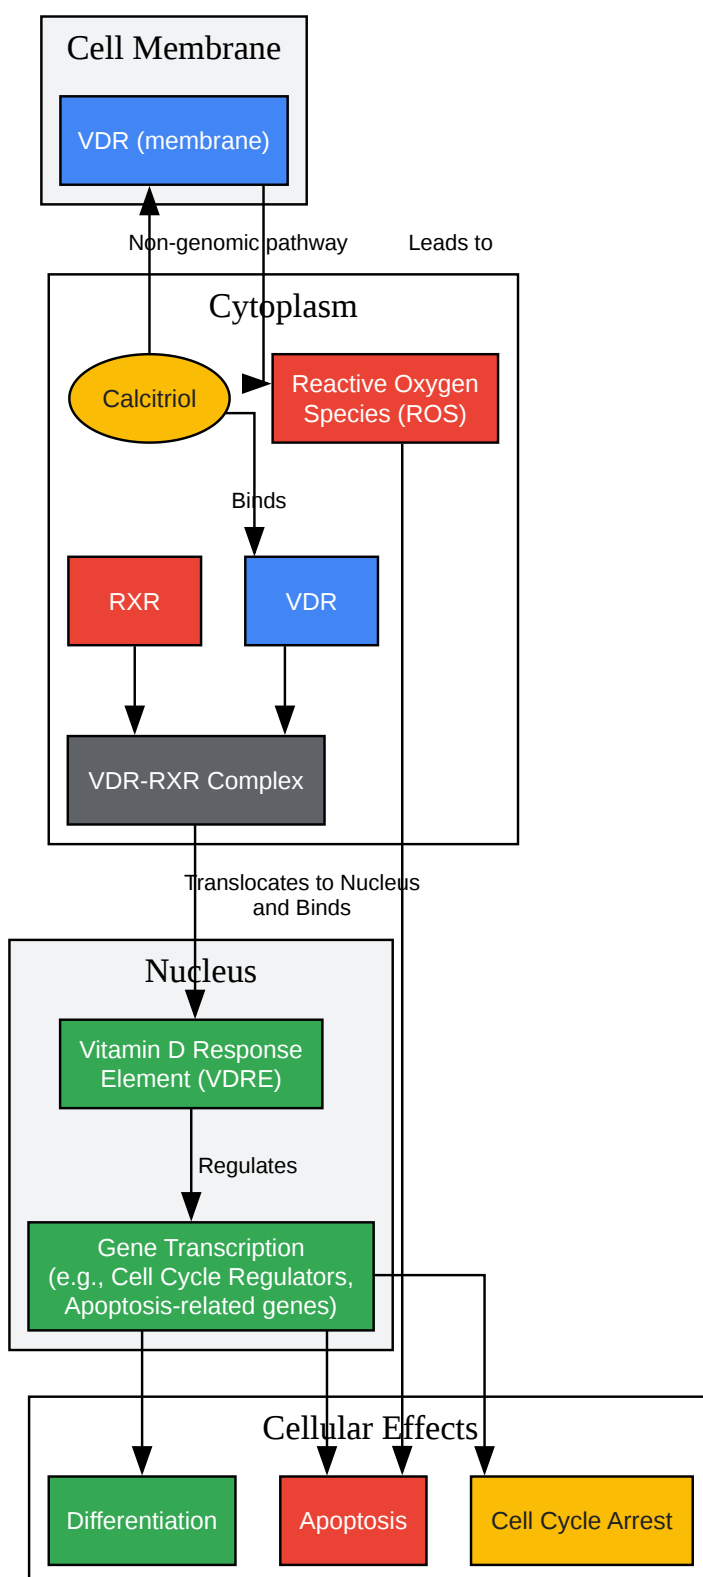 Cell Membrane
VDR (membrane)
Non-genomic pathway
Leads to
Cytoplasm
Calcitriol
Reactive Oxygen
Species (ROS)
Binds
RXR
VDR
VDR-RXR Complex
Translocates to Nucleus
and Binds
Nucleus
Vitamin D Response
Element (VDRE)
Regulates
Gene Transcription
(e.g., Cell Cycle Regulators,
Apoptosis-related genes)
Cellular Effects
Differentiation
Apoptosis
Cell Cycle Arrest